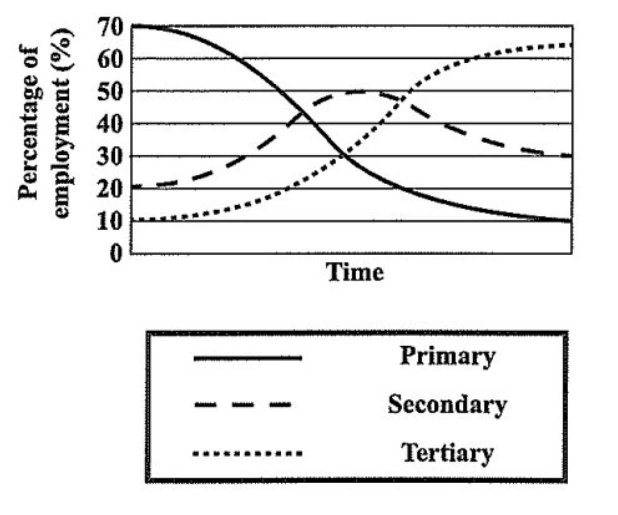 Percentage of
employment (%)
70
60
50
40
30
20
10
0
Time
Primary
Secondary
Tertiary